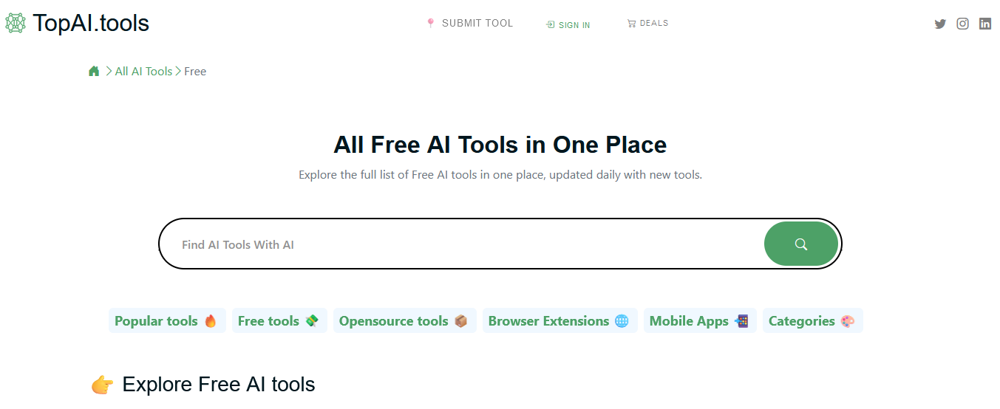 TopAI.tools
SUBMIT TOOL
SIGN IN
DEALS
All AI Tools Free
All Free AI Tools in One Place
Explore the full list of Free AI tools in one place, updated daily with new tools.
Find AI Tools With AI
Popular tools
Free tools
Opensource tools
Browser Extensions
Mobile Apps
Categories
Explore Free AI tools